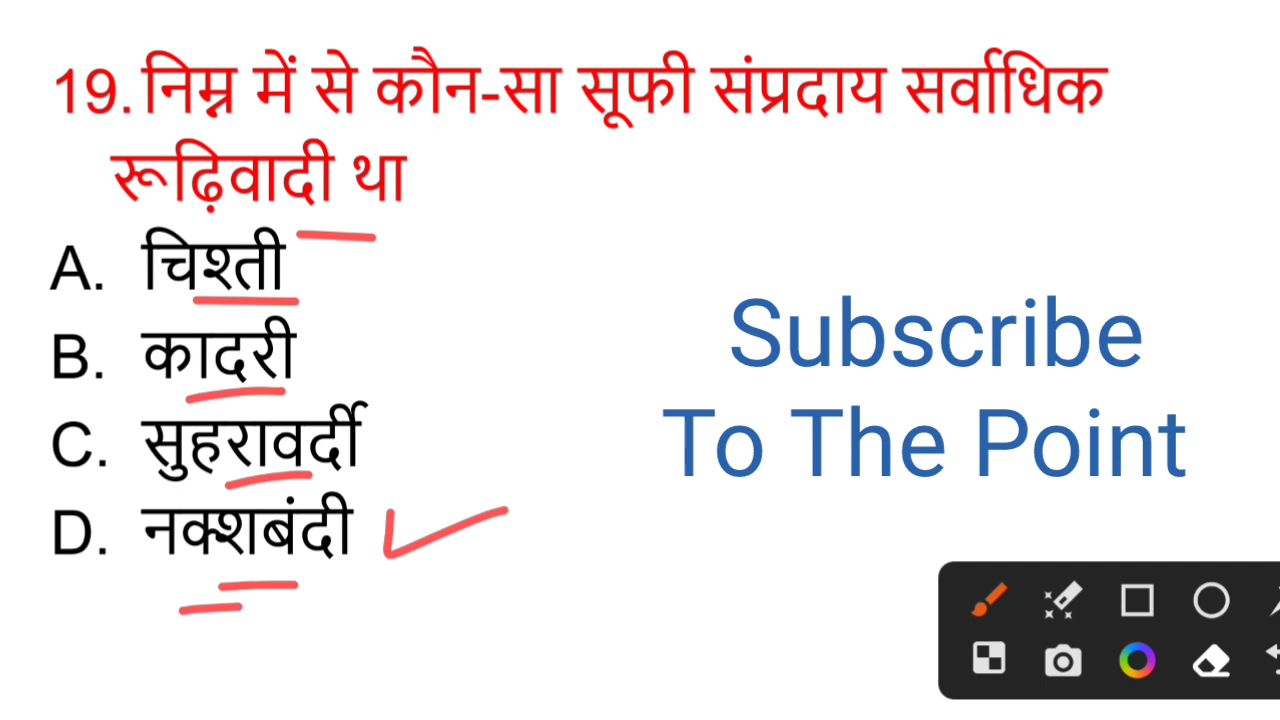 19. निम्न में से कौन-सा सूफी संप्रदाय सर्वाधिक
रूढ़िवादी था
A. चिश्ती
B. कादरी
C. सुहरावर्दी
D. नक्शबंदी
Subscribe
To The Point